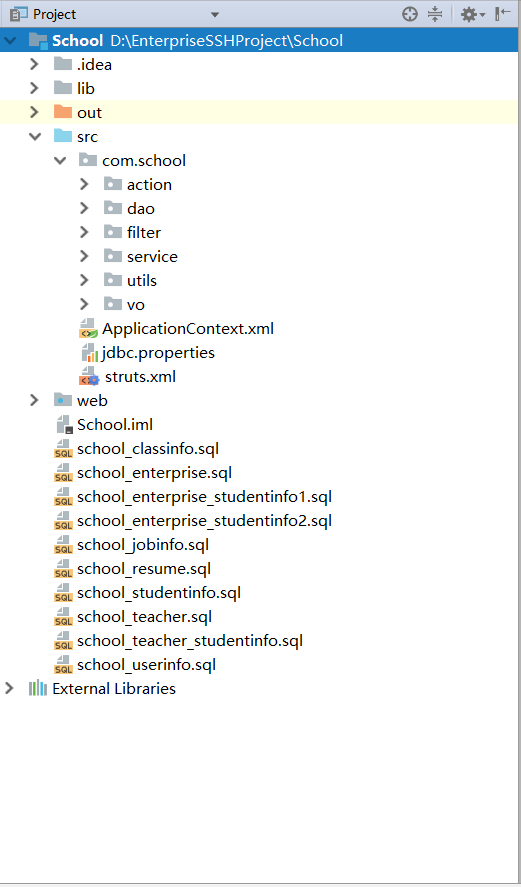 Project
School D:\EnterpriseSSHProject\School
.idea
lib
out
src
com.school
action
dao
filter
service
utils
vo
ApplicationContext.xml
jdbc.properties
struts.xml
web
School.iml
school_classinfo.sql
school_enterprise.sql
school_enterprise_studentinfo1.sql
school_enterprise_studentinfo2.sql
school_jobinfo.sql
school_resume.sql
school_studentinfo.sql
school_teacher.sql
school_teacher_studentinfo.sql
school_userinfo.sql
External Libraries